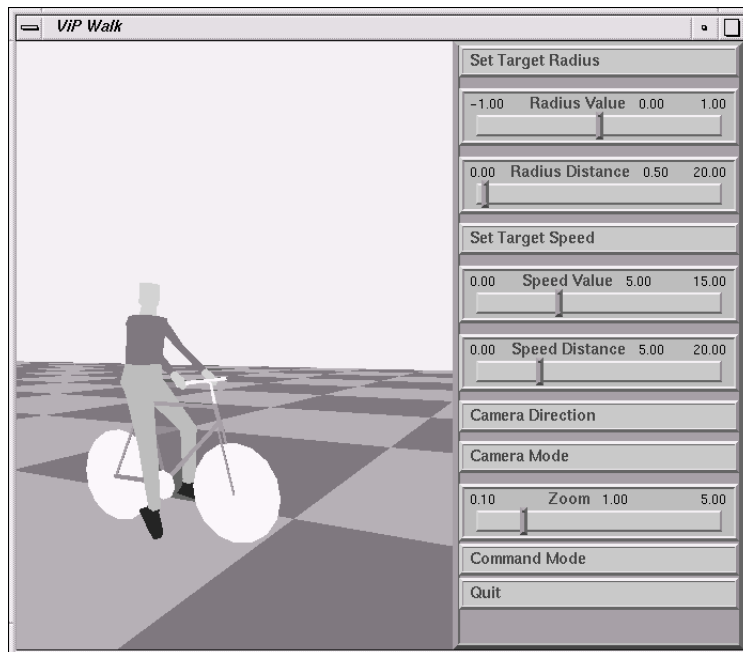 ViP Walk
Set Target Radius
-1.00 Radius Value 0.00 1.00
0.00 Radius Distance 0.50 20.00
Set Target Speed
0.00 Speed Value 5.00 15.00
0.00 Speed Distance 5.00 20.00
Camera Direction
Camera Mode
0.10 Zoom 1.00 5.00
Command Mode
Quit